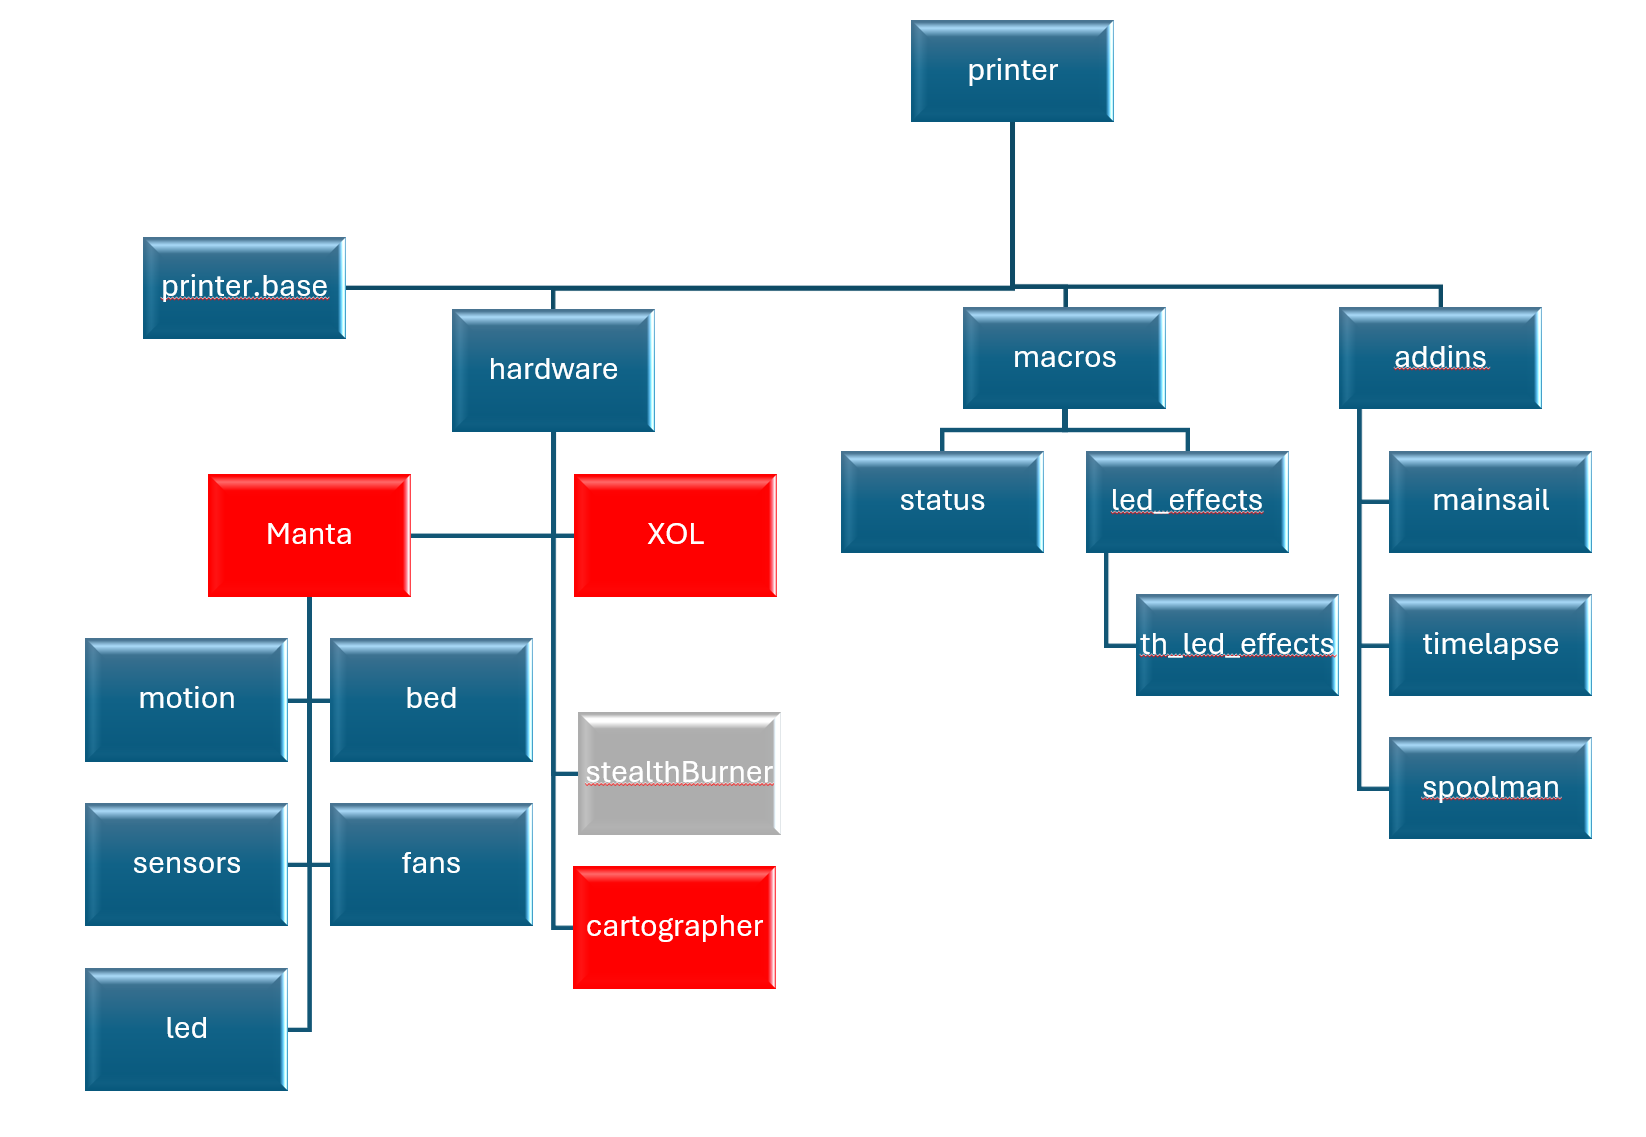 printer
printer.base
hardware
macros
addins
Manta
XOL
status
led_effects
mainsail
motion
bed
th_led_effects
timelapse
stealthBurner
spoolman
sensors
fans
cartographer
led